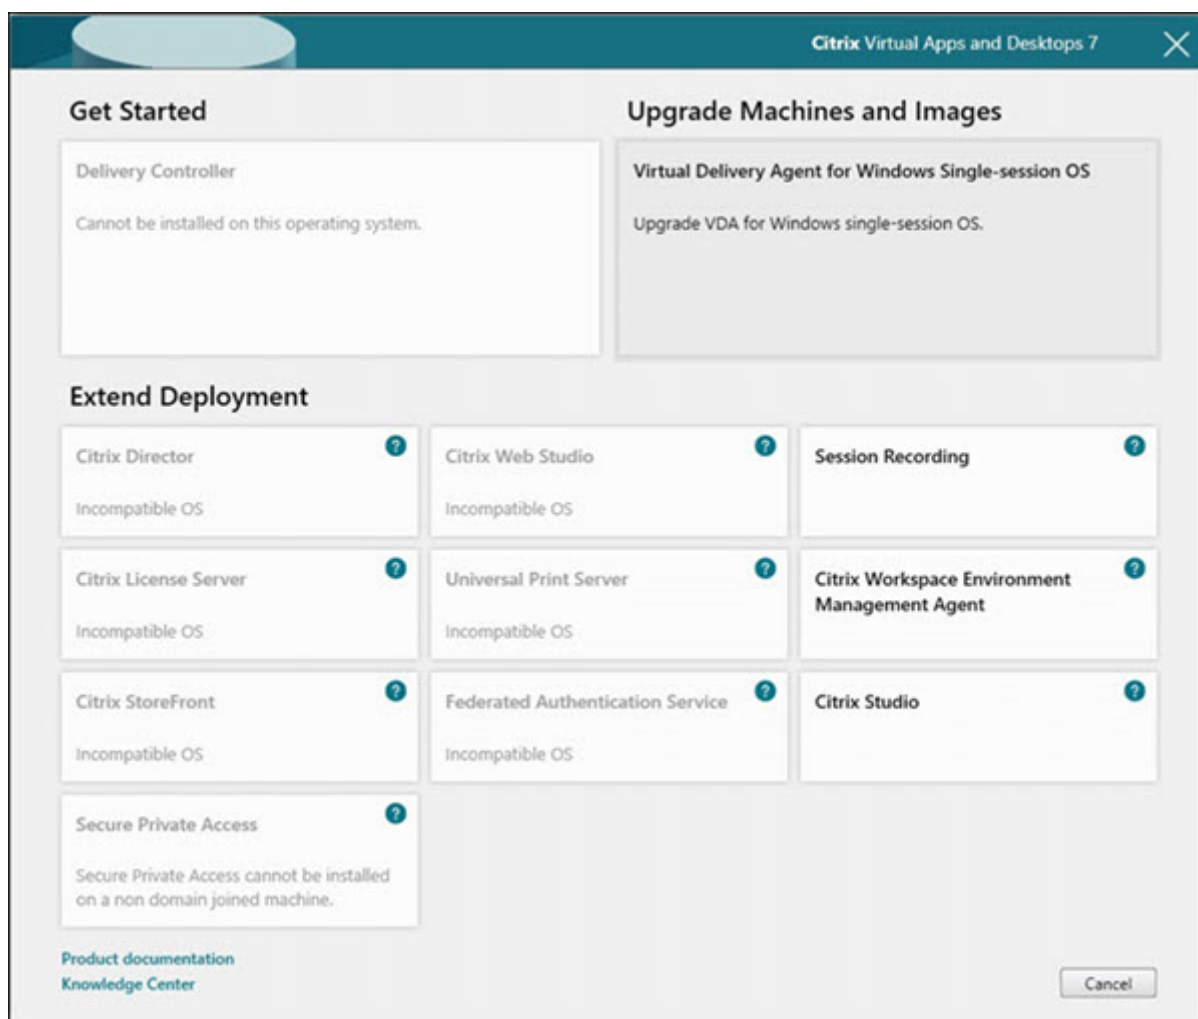 Citrix Virtual Apps and Desktops 7
Get Started
Delivery Controller
Cannot be installed on this operating system.
Upgrade Machines and Images
Virtual Delivery Agent for Windows Single-session OS
Upgrade VDA for Windows single-session OS.
Extend Deployment
Citrix Director
?
Incompatible OS
Citrix Web Studio
?
Incompatible OS
Session Recording
?
Citrix License Server
?
Incompatible OS
Universal Print Server
?
Incompatible OS
Citrix Workspace Environment
Management Agent
?
Citrix StoreFront
?
Incompatible OS
Federated Authentication Service
?
Incompatible OS
Citrix Studio
?
Secure Private Access
?
Secure Private Access cannot be installed
on a non domain joined machine.
Product documentation
Knowledge Center
Cancel